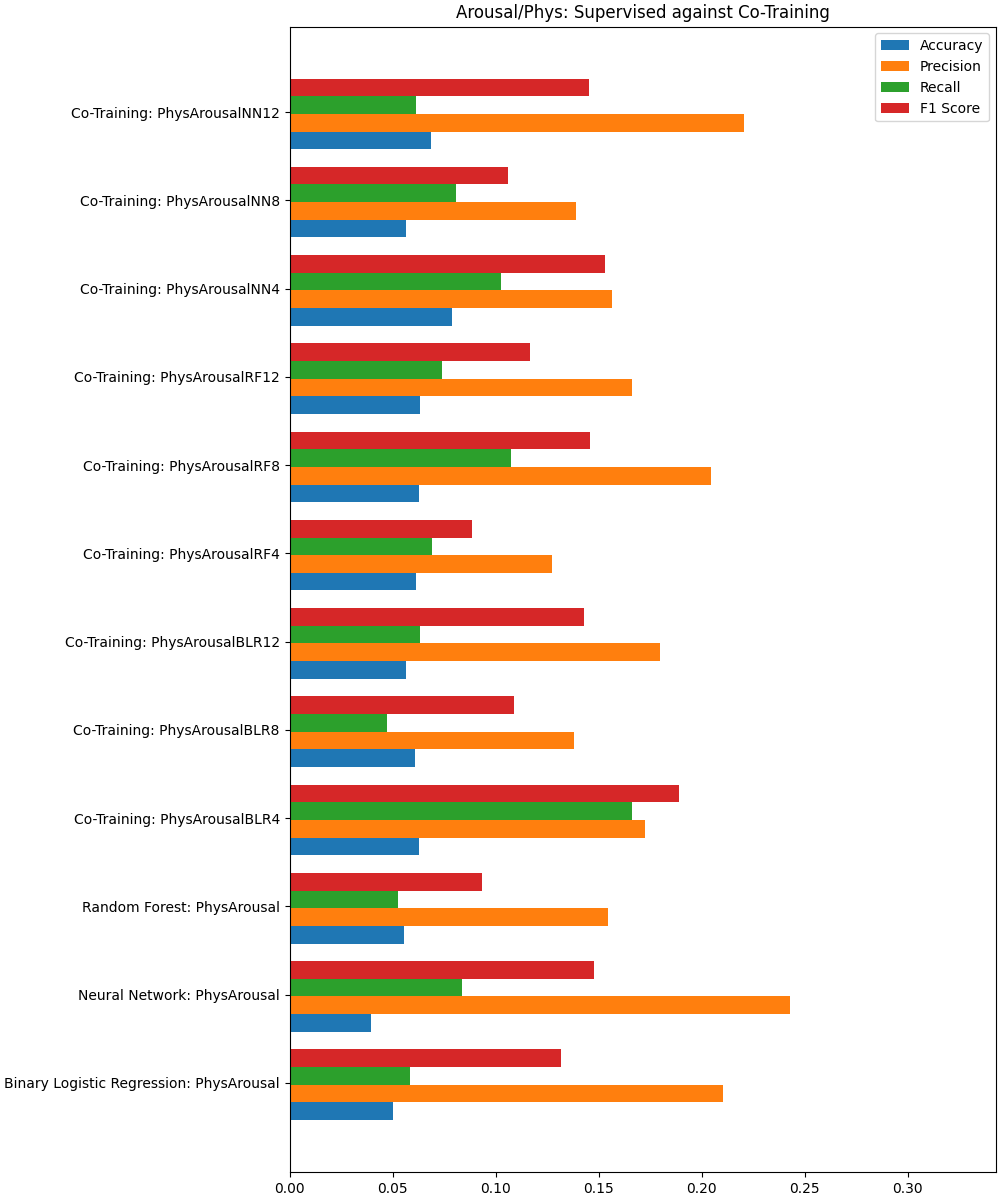 Arousal/Phys: Supervised against Co-Training
Accuracy
Precision
Recall
F1 Score
Co-Training: PhysArousalNN12
Co-Training: PhysArousalNN8
Co-Training: PhysArousalNN4
Co-Training: PhysArousalRF12
Co-Training: PhysArousalRF8
Co-Training: PhysArousalRF4
Co-Training: PhysArousalBLR12
Co-Training: PhysArousalBLR8
Co-Training: PhysArousalBLR4
Random Forest: PhysArousal
Neural Network: PhysArousal
Binary Logistic Regression: PhysArousal
0.00 0.05 0.10 0.15 0.20 0.25 0.30